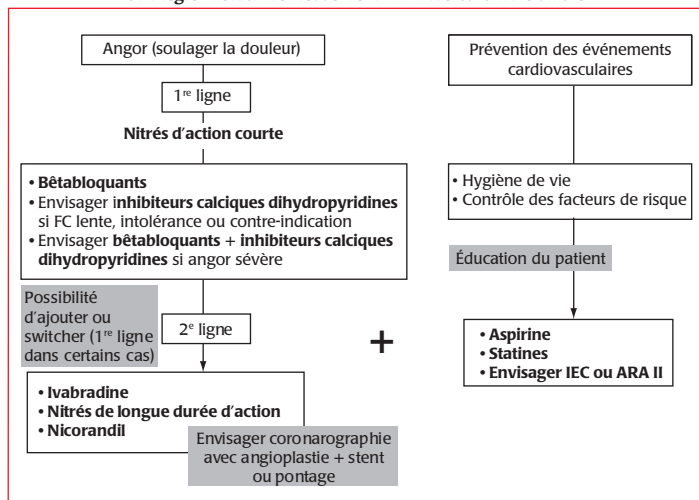 Angor (soulager la douleur)
1re ligne
Nitrés d'action courte
• Bêtabloquants
• Envisager inhibiteurs calciques dihydropyridines
si FC lente, intolérance ou contre-indication
• Envisager bêtabloquants + inhibiteurs calciques
dihydropyridines si angor sévère
Possibilité
d'ajouter ou
switcher (1re ligne
dans certains cas)
2e ligne
• Ivabradine
• Nitrés de longue durée d'action
• Nicorandil
Envisager coronarographie
avec angioplastie + stent
ou pontage
+
Prévention des événements
cardiovasculaires
• Hygiène de vie
• Contrôle des facteurs de risque
Éducation du patient
• Aspirine
• Statines
• Envisager IEC ou ARA II